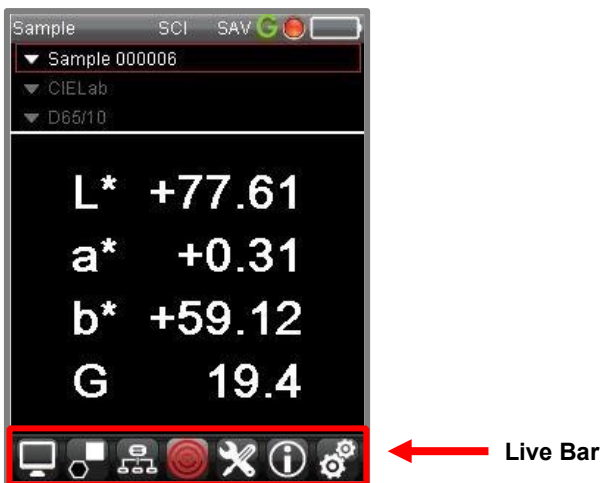 Sample SCI SAV G
Sample 000006
CIELab
D65/10
L* +77.61
a* +0.31
b* +59.12
G 19.4
Live Bar